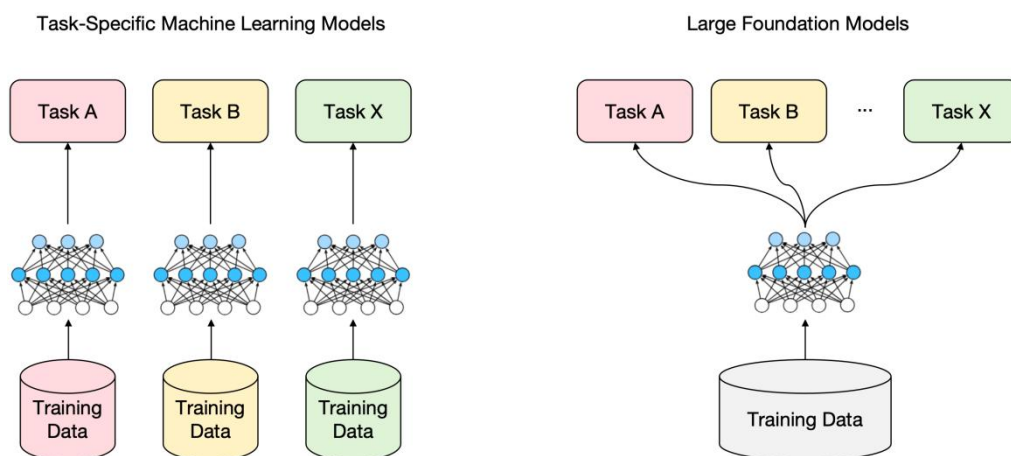 Task-Specific Machine Learning Models
Large Foundation Models
Task A
Task B
Task X
Task A
Task B
...
Task X
Training
Data
Training
Data
Training
Data
Training Data